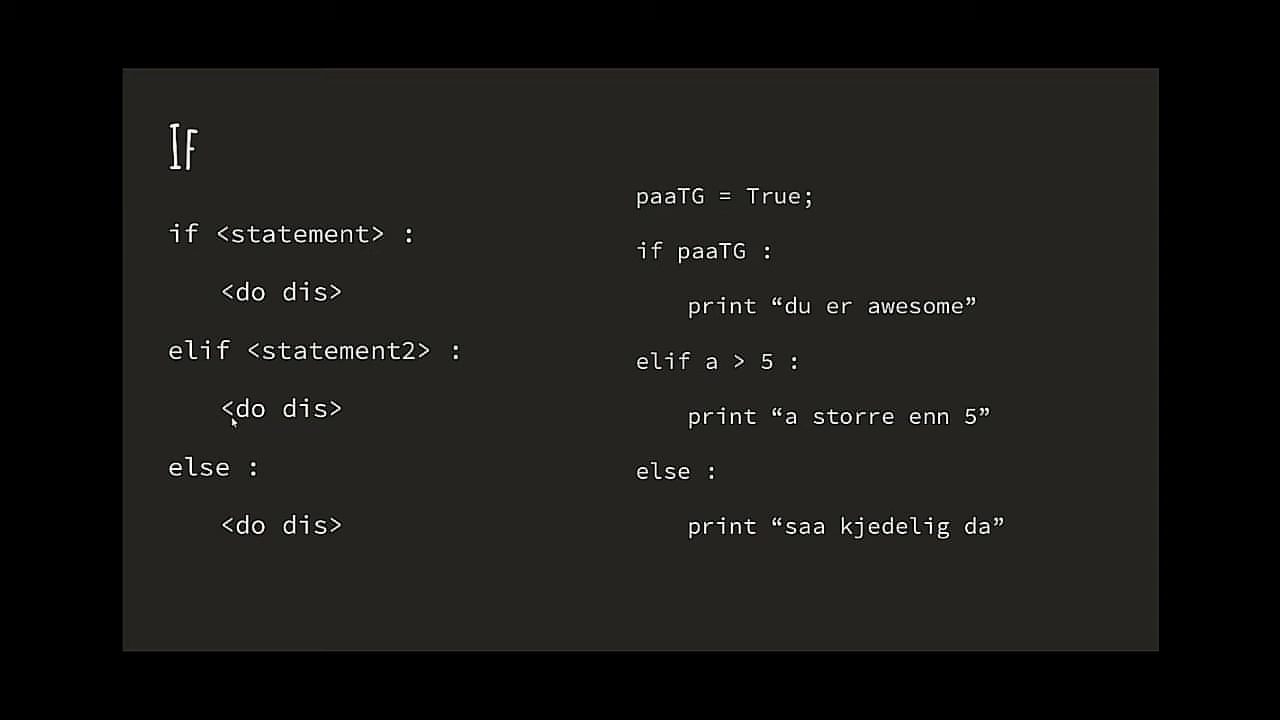 If
if <statement> :
<do dis>
elif <statement2> :
<do dis>
else :
<do dis>
paaTG = True;
if paaTG :
print “du er awesome”
elif a > 5 :
print “a storre enn 5”
else :
print “saa kjedelig da”